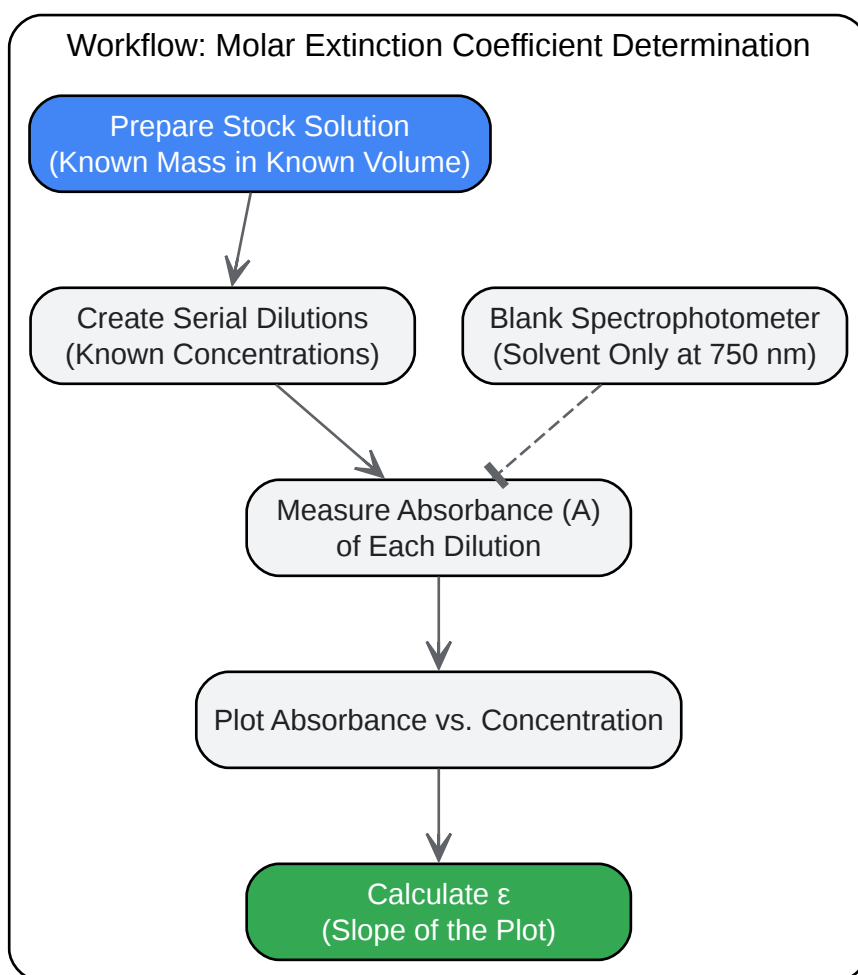 Workflow: Molar Extinction Coefficient Determination
Prepare Stock Solution
(Known Mass in Known Volume)
Create Serial Dilutions
(Known Concentrations)
Blank Spectrophotometer
(Solvent Only at 750 nm)
Measure Absorbance (A)
of Each Dilution
Plot Absorbance vs. Concentration
Calculate ε
(Slope of the Plot)